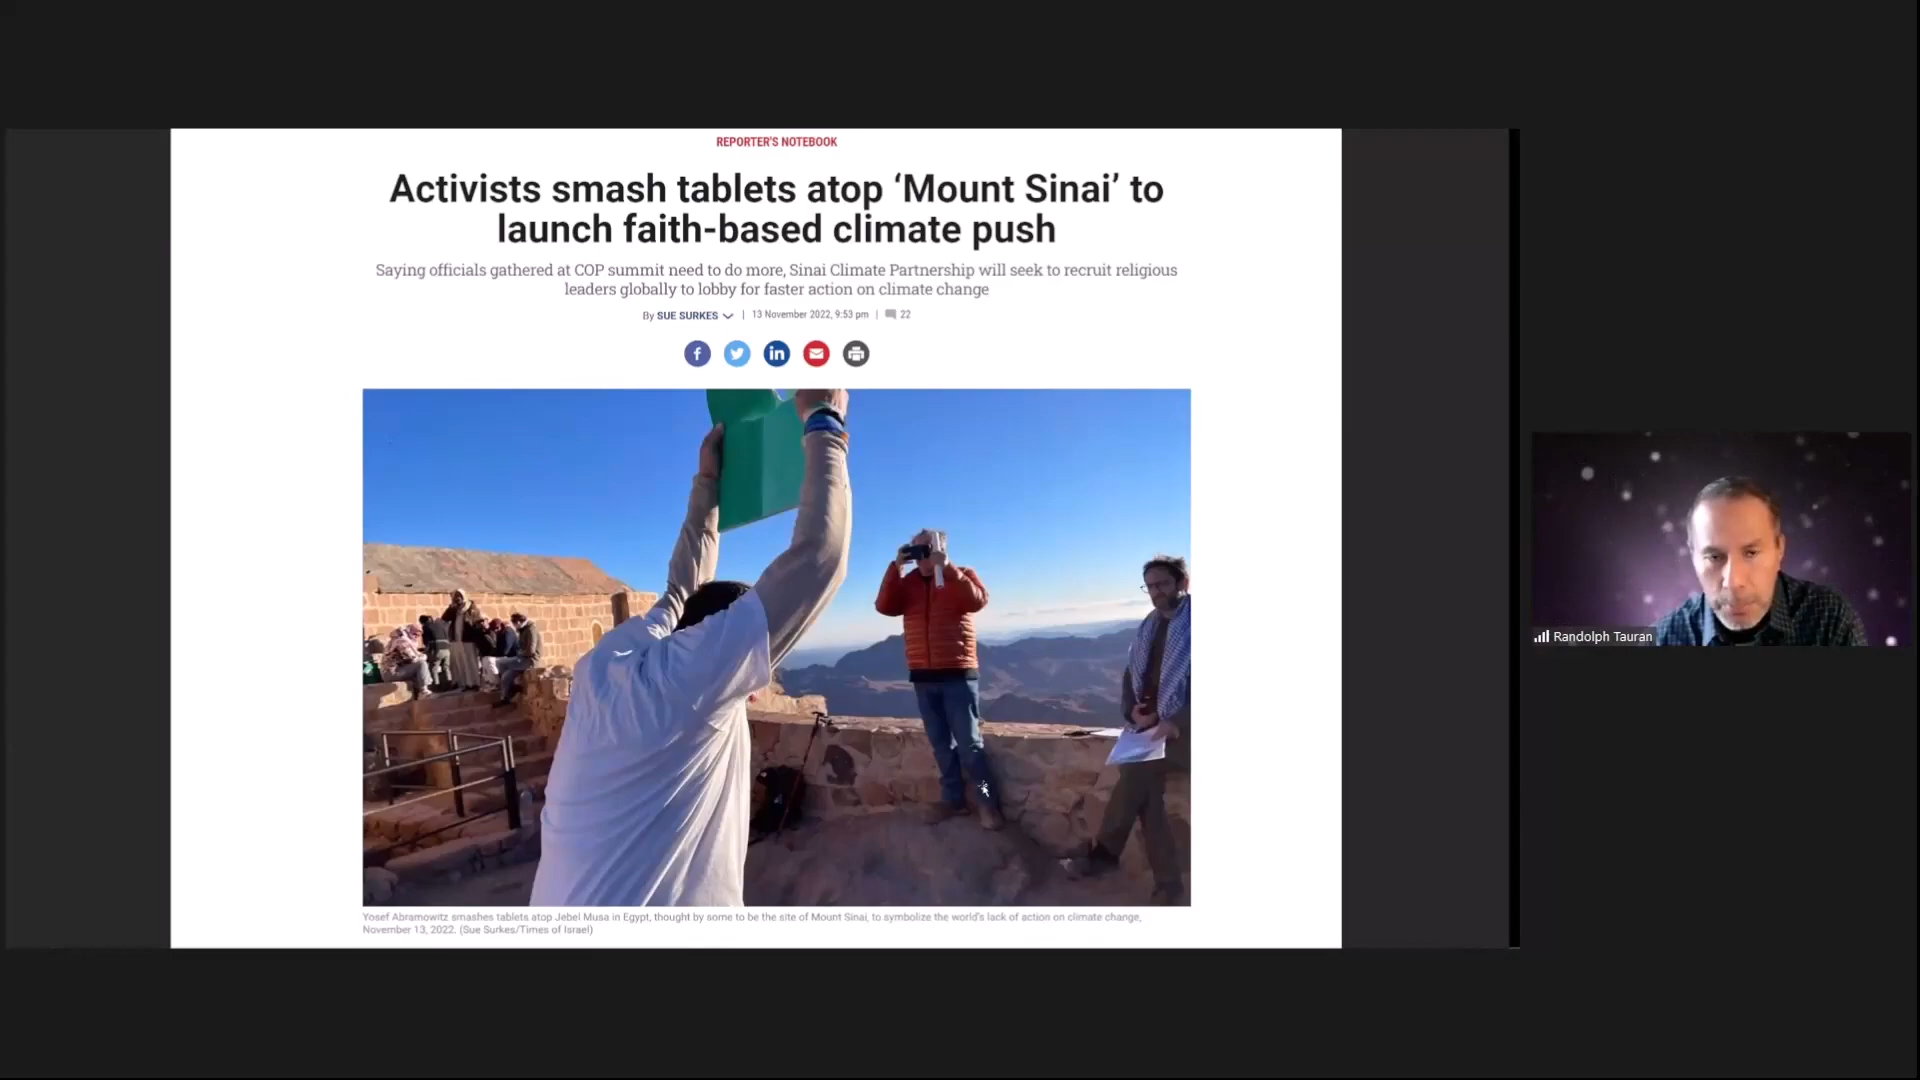 REPORTER'S NOTEBOOK
Activists smash tablets atop ‘Mount Sinai’ to
launch faith-based climate push
Saying officials gathered at COP summit need to do more, Sinai Climate Partnership will seek to recruit religious
leaders globally to lobby for faster action on climate change
By SUE SURKES | 13 November 2022, 9:53 pm | 22
f in
Yosef Abramowitz smashes tablets atop Jebel Musa in Egypt, thought by some to be the site of Mount Sinai, to symbolize the world's lack of action on climate change,
November 13, 2022. (Sue Surkes/Times of Israel)
Randolph Tauran